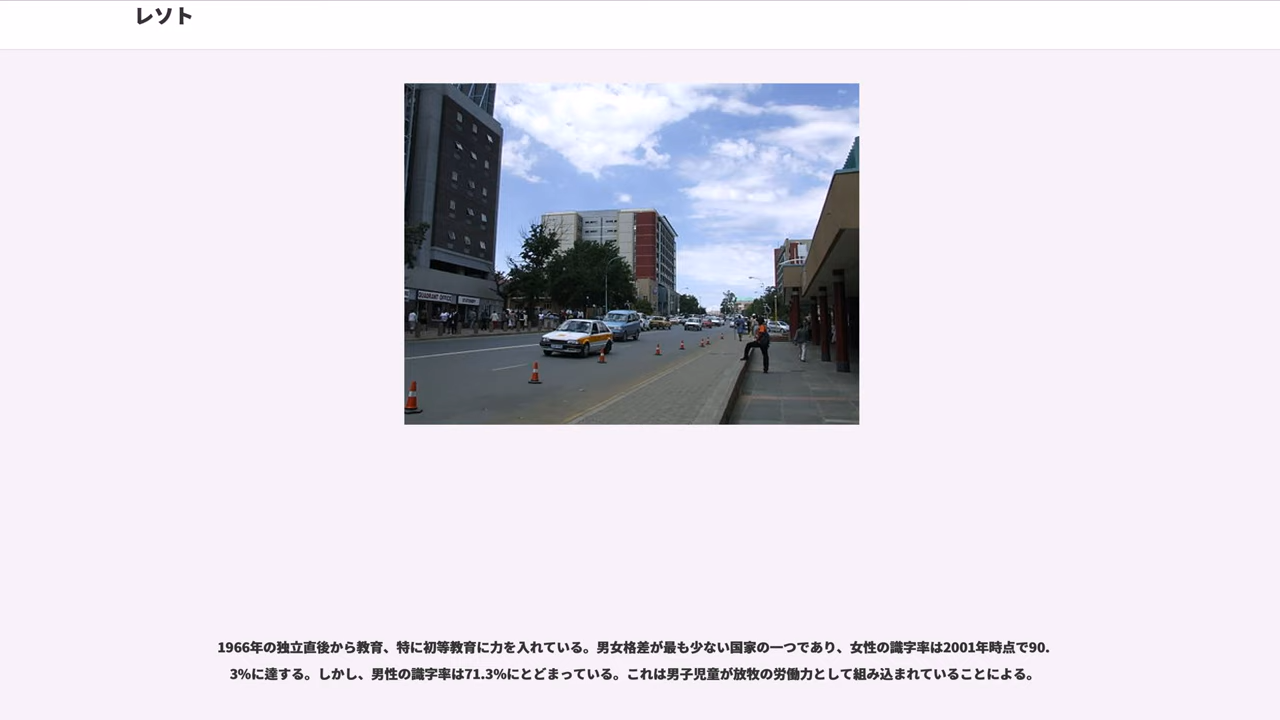 レソト
QUADRANT OFFICE
1966年の独立直後から教育、特に初等教育に力を入れている。男女格差が最も少ない国家の一つであり、女性の識字率は2001年時点で90.
3%に達する。しかし、男性の識字率は71.3%にとどまっている。これは男子児童が放牧の労働力として組み込まれていることによる。